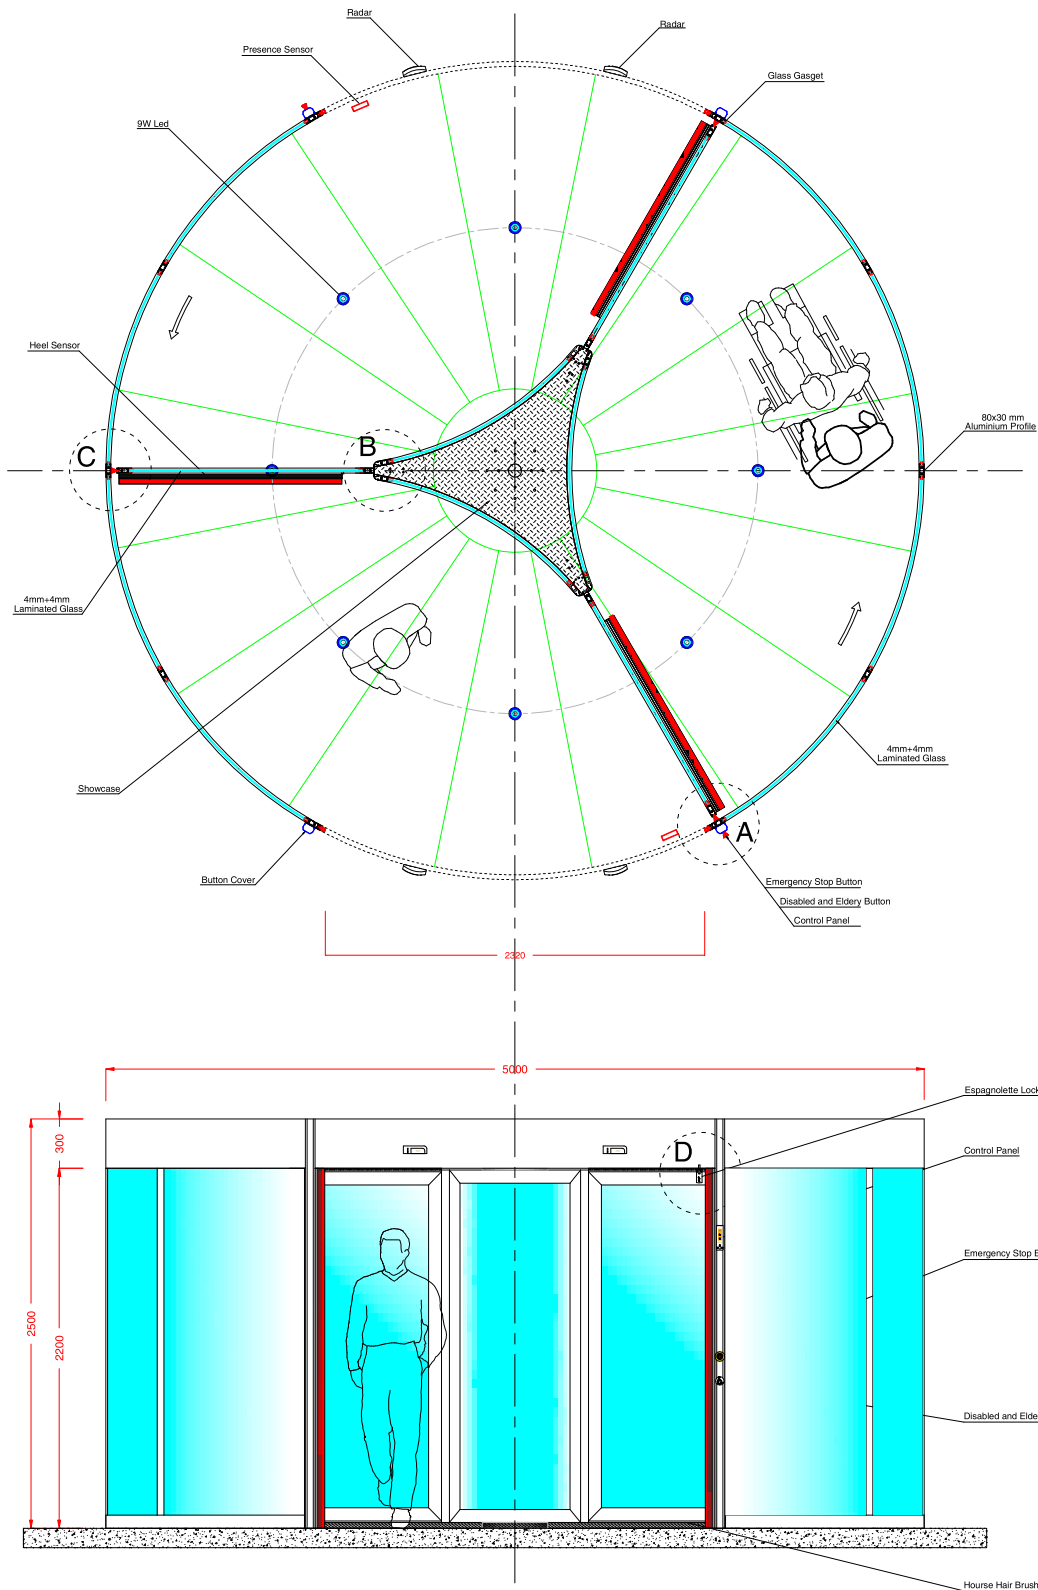 Radar
Radar
Presence Sensor
Glass Gasget
9W Led
Heel Sensor
C
B
80x30 mm
Aluminium Profile
4mm+4mm
Laminated Glass
4mm+4mm
Laminated Glass
Showcase
A
Button Cover
Emergency Stop Button
Disabled and Eldery Button
Control Panel
2320
5000
Espagnolette Lock
300
D
Control Panel
Emergency Stop B
2500
2200
Disabled and Elde
Hourse Hair Brush